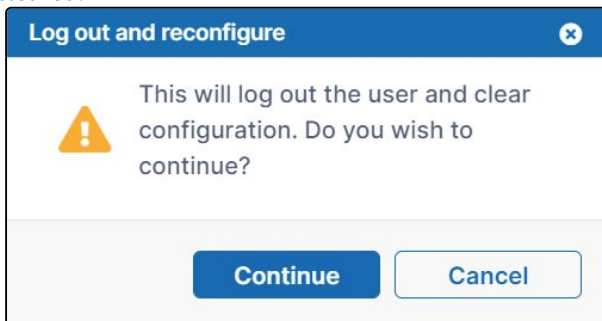 Log out and reconfigure
This will log out the user and clear
configuration. Do you wish to
continue?
Continue
Cancel